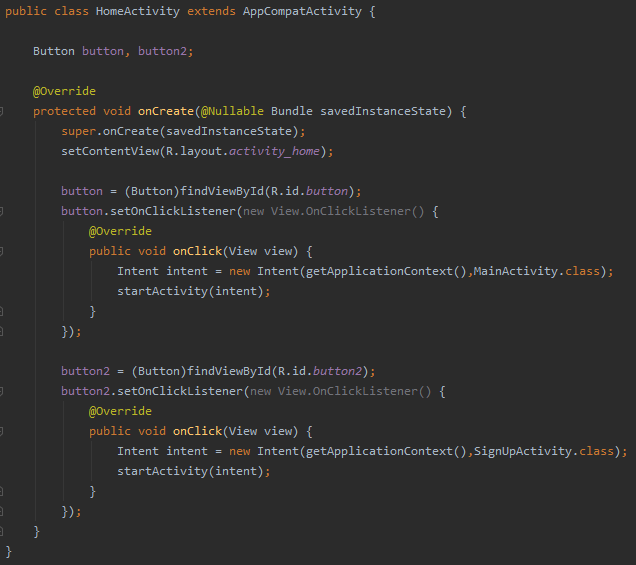 public class HomeActivity extends AppCompatActivity {
Button button, button2;
@Override
protected void onCreate(@Nullable Bundle savedInstanceState) {
super.onCreate(savedInstanceState);
setContentView(R.layout.activity_home);
button = (Button)findViewById(R.id.button);
button.setOnClickListener(new View.OnClickListener() {
@Override
public void onClick(View view) {
Intent intent = new Intent(getApplicationContext(),MainActivity.class);
startActivity(intent);
}
});
button2 = (Button)findViewById(R.id.button2);
button2.setOnClickListener(new View.OnClickListener() {
@Override
public void onClick(View view) {
Intent intent = new Intent(getApplicationContext(),SignUpActivity.class);
startActivity(intent);
}
});
}
}